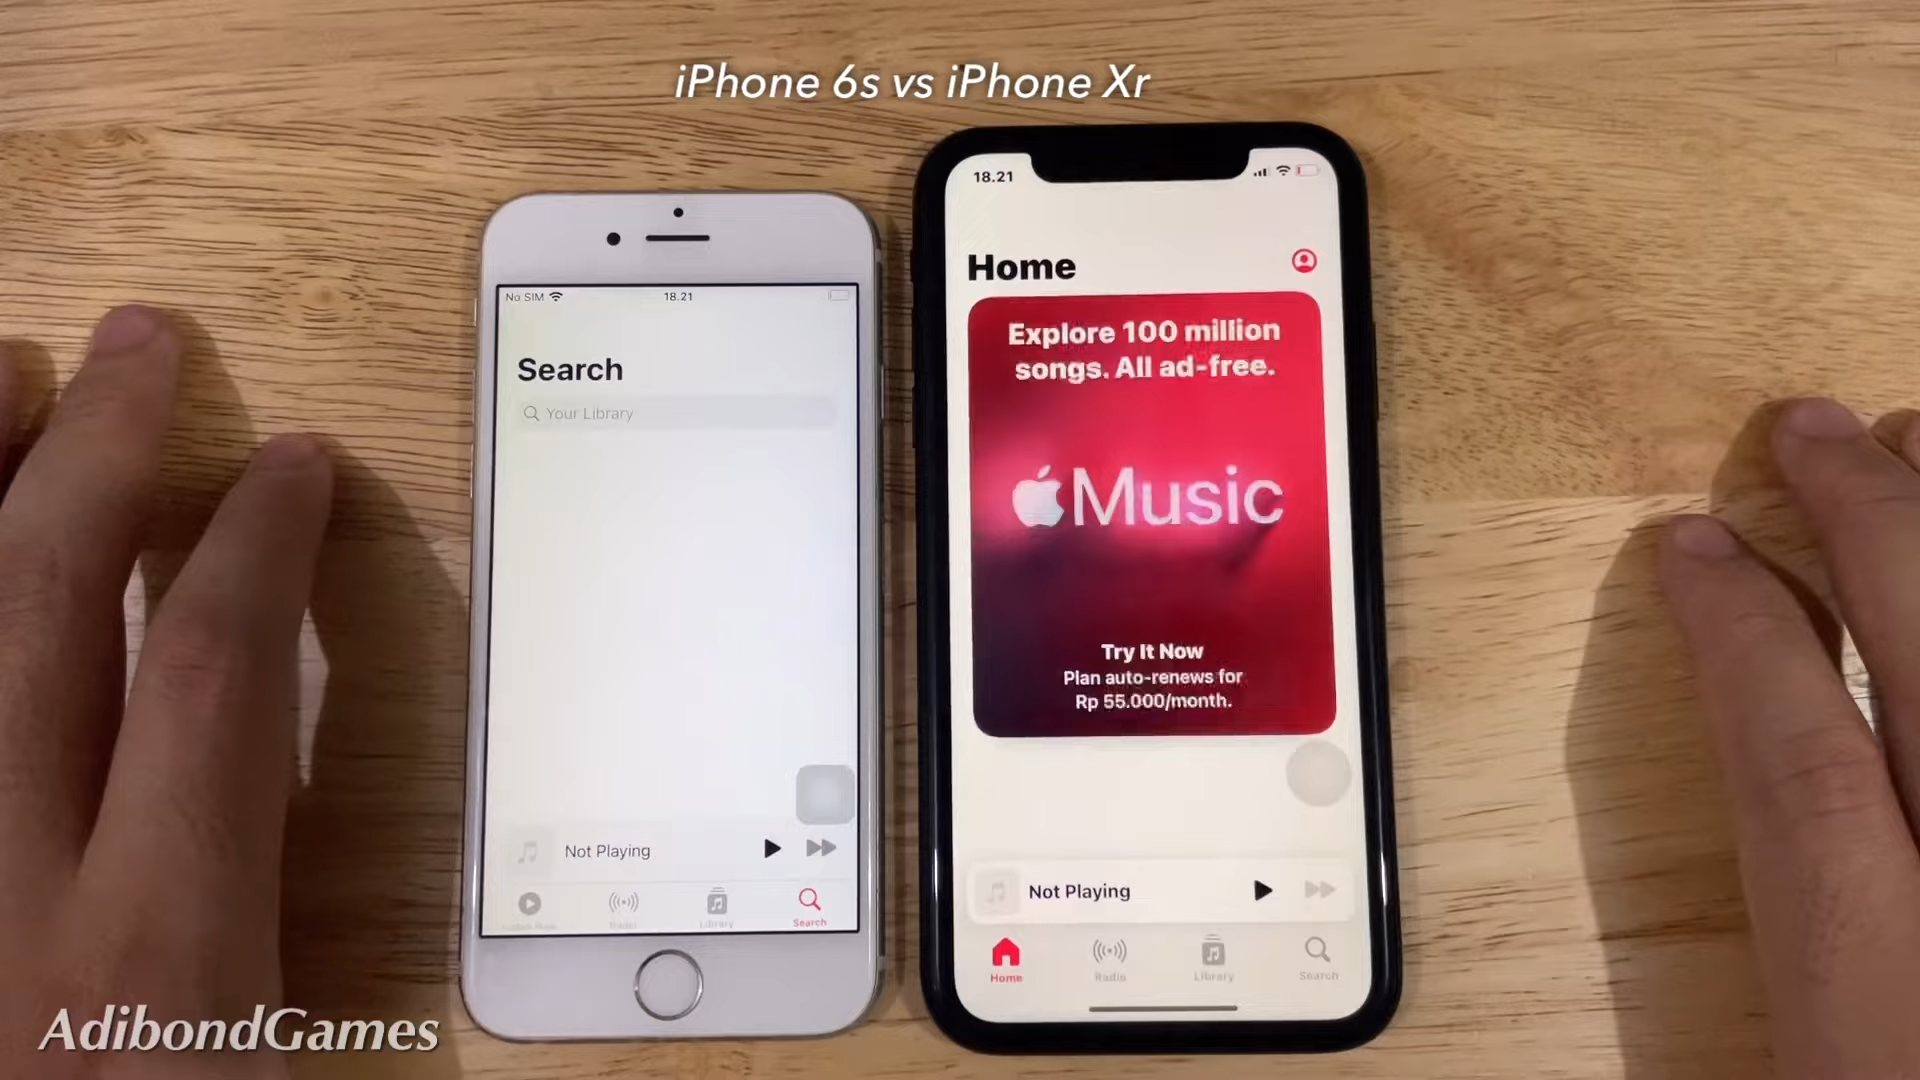 iPhone 6s vs iPhone Xr
No SIM 18.21
Search
Your Library
Not Playing
Radio Library Search
18.21
Home
Explore 100 million
songs. All ad-free.
Music
Try It Now
Plan auto-renews for
Rp 55.000/month.
Not Playing
Home Radio Library Search
AdibondGames